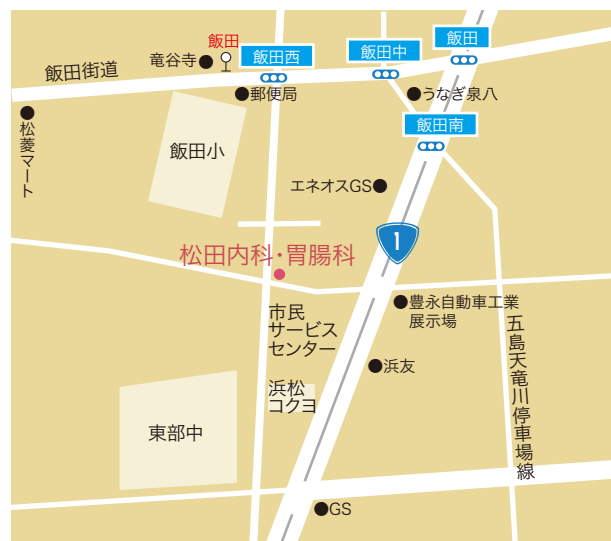 飯田
竜谷寺
飯田西
飯田中
飯田
飯田街道
郵便局
うなぎ泉八
飯田南
松菱マート
飯田小
エネオスGS
1
松田内科・胃腸科
豊永自動車工業
展示場
市民
サービス
センター
五島天竜川停車場線
浜友
浜松
コクヨ
東部中
GS